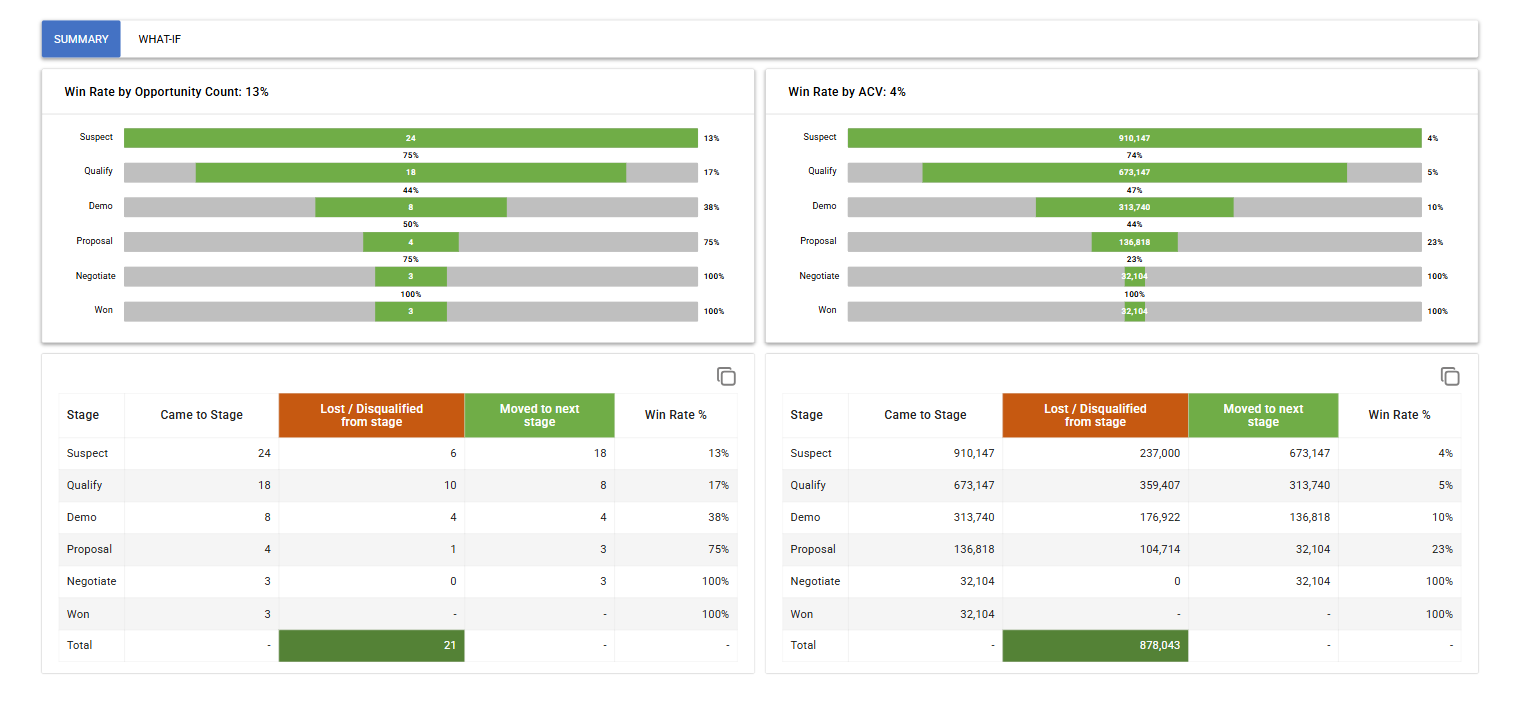 SUMMARY WHAT-IF
Win Rate by Opportunity Count: 13%
Suspect 24 13%
75%
Qualify 18 17%
44%
Demo 8 38%
50%
Proposal 4 75%
75%
Negotiate 3 100%
100%
Won 3 100%
Win Rate by ACV: 4%
Suspect 910,147 4%
74%
Qualify 673,147 5%
47%
Demo 313,740 10%
44%
Proposal 136,818 23%
23%
Negotiate 32,104 100%
100%
Won 32,104 100%
Stage Came to Stage Lost / Disqualified from stage Moved to next stage Win Rate %
Suspect 24 6 18 13%
Qualify 18 10 8 17%
Demo 8 4 4 38%
Proposal 4 1 3 75%
Negotiate 3 0 3 100%
Won 3 - - 100%
Total - 21 - -
Stage Came to Stage Lost / Disqualified from stage Moved to next stage Win Rate %
Suspect 910,147 237,000 673,147 4%
Qualify 673,147 359,407 313,740 5%
Demo 313,740 176,922 136,818 10%
Proposal 136,818 104,714 32,104 23%
Negotiate 32,104 0 32,104 100%
Won 32,104 - - 100%
Total - 878,043 - -